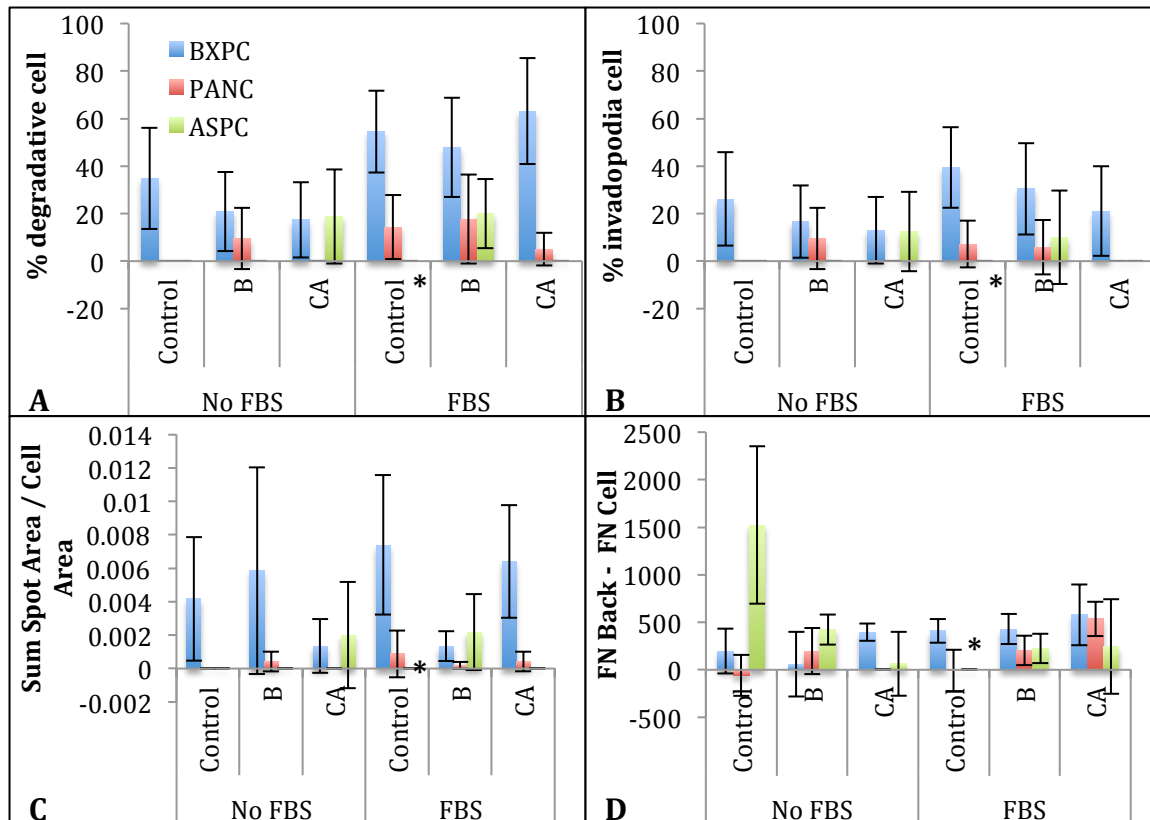 % degradative cell
100
80
60
40
20
0
-20
BXPC
PANC
ASPC
*
Control
B
CA
Control
B
CA
No FBS
FBS
A
% invadopodia cell
100
80
60
40
20
0
-20
*
Control
B
CA
Control
B
CA
No FBS
FBS
B
Sum Spot Area / Cell
Area
0.014
0.012
0.01
0.008
0.006
0.004
0.002
0
-0.002
*
Control
B
CA
Control
B
CA
No FBS
FBS
C
FN Back - FN Cell
2500
2000
1500
1000
500
0
-500
*
Control
B
CA
Control
B
CA
No FBS
FBS
D